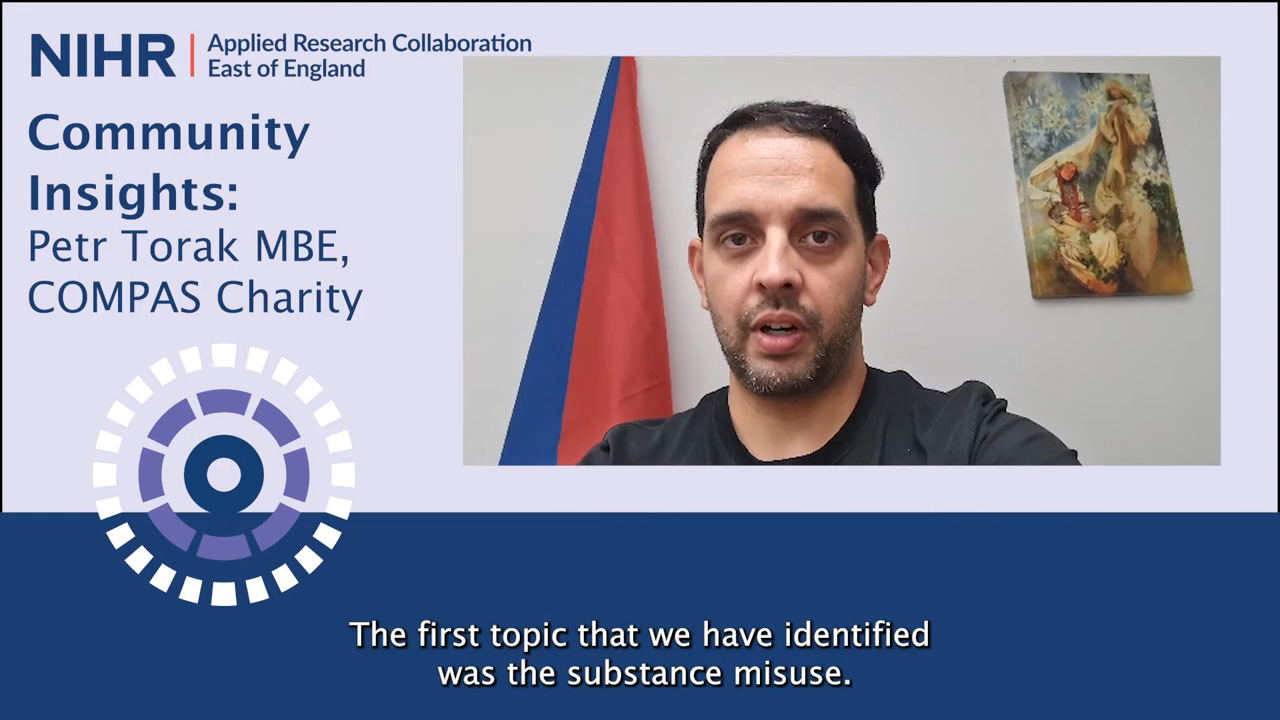 NIHR | Applied Research Collaboration
East of England
Community
Insights:
Petr Torak MBE,
COMPAS Charity
The first topic that we have identified
was the substance misuse.